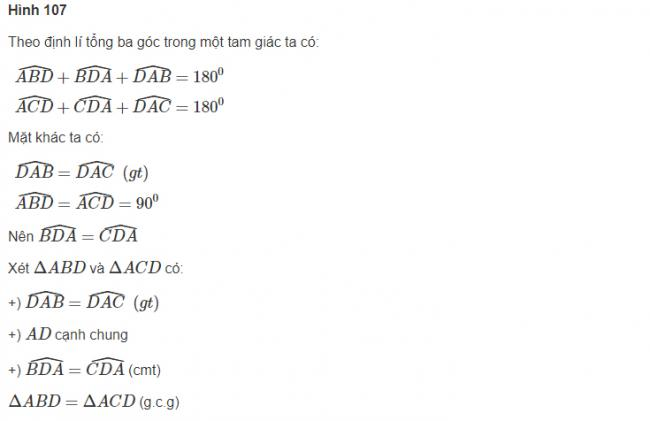 Hình 107
Theo định lí tổng ba góc trong một tam giác ta có:
$\widehat{ABD} + \widehat{BDA} + \widehat{DAB} = 180^0$
$\widehat{ACD} + \widehat{CDA} + \widehat{DAC} = 180^0$
Mặt khác ta có:
$\widehat{DAB} = \widehat{DAC}$ (gt)
$\widehat{ABD} = \widehat{ACD} = 90^0$
Nên $\widehat{BDA} = \widehat{CDA}$
Xét $\Delta ABD$ và $\Delta ACD$ có:
+) $\widehat{DAB} = \widehat{DAC}$ (gt)
+) $AD$ cạnh chung
+) $\widehat{BDA} = \widehat{CDA}$ (cmt)
$\Delta ABD = \Delta ACD$ (g.c.g)